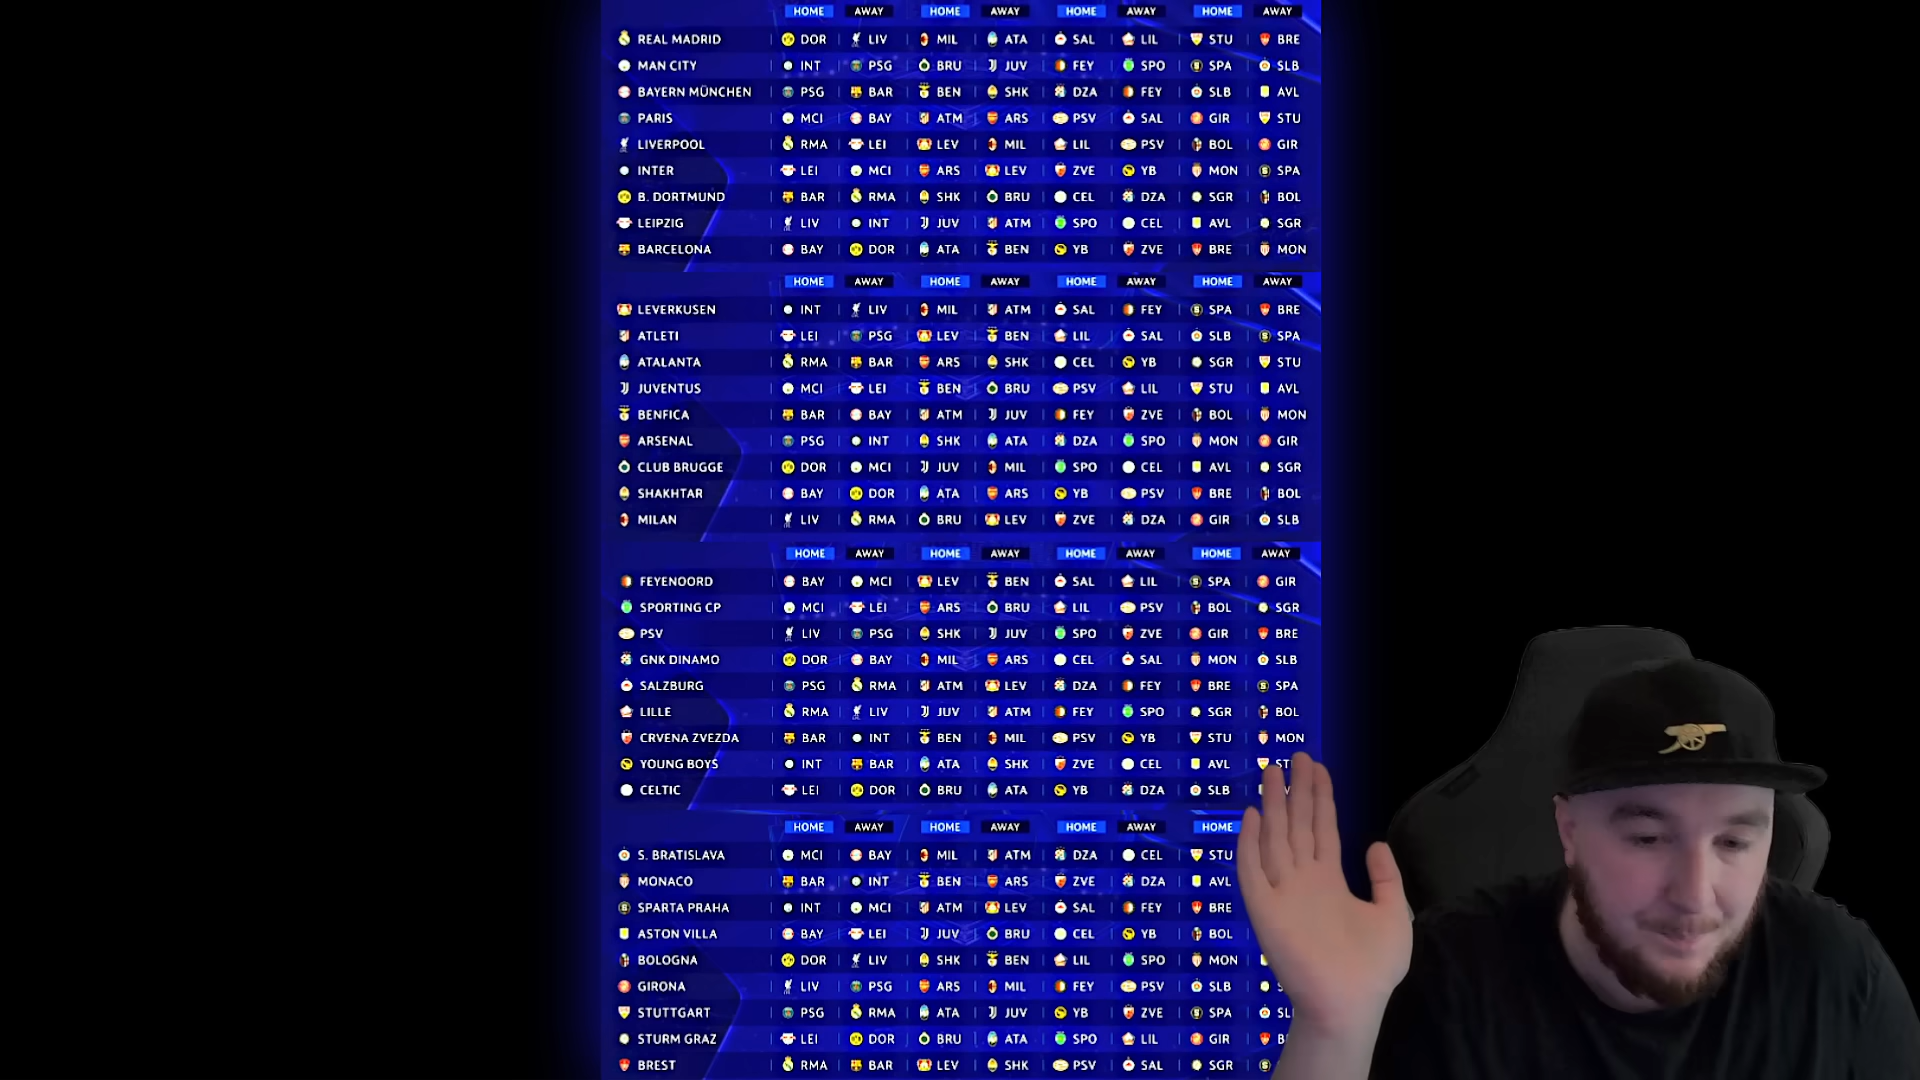 HOME AWAY HOME AWAY HOME AWAY HOME AWAY
REAL MADRID DOR LIV MIL ATA SAL LIL STU BRE
MAN CITY INT PSG BRU JUV FEY SPO SPA SLB
BAYERN MÜNCHEN PSG BAR BEN SHK DZA FEY SLB AVL
PARIS MCI BAY ATM ARS PSV SAL GIR STU
LIVERPOOL RMA LEI LEV MIL LIL PSV BOL GIR
INTER LEI MCI ARS LEV ZVE YB MON SPA
B. DORTMUND BAR RMA SHK BRU CEL DZA SGR BOL
LEIPZIG LIV INT JUV ATM SPO CEL AVL SGR
BARCELONA BAY DOR ATA BEN YB ZVE BRE MON
HOME AWAY HOME AWAY HOME AWAY HOME AWAY
LEVERKUSEN INT LIV MIL ATM SAL FEY SPA BRE
ATLETI LEI PSG LEV BEN LIL SAL SLB SPA
ATALANTA RMA BAR ARS SHK CEL YB SGR STU
JUVENTUS MCI LEI BEN BRU PSV LIL STU AVL
BENFICA BAR BAY ATM JUV FEY ZVE BOL MON
ARSENAL PSG INT SHK ATA DZA SPO MON GIR
CLUB BRUGGE DOR MCI JUV MIL SPO CEL AVL SGR
SHAKHTAR BAY DOR ATA ARS YB PSV BRE BOL
MILAN LIV RMA BRU LEV ZVE DZA GIR SLB
HOME AWAY HOME AWAY HOME AWAY HOME AWAY
FEYENOORD BAY MCI LEV BEN SAL LIL SPA GIR
SPORTING CP MCI LEI ARS BRU LIL PSV BOL SGR
PSV LIV PSG SHK JUV SPO ZVE GIR BRE
GNK DINAMO DOR BAY MIL ARS CEL SAL MON SLB
SALZBURG PSG RMA ATM LEV DZA FEY BRE SPA
LILLE RMA LIV JUV ATM FEY SPO SGR BOL
CRVENA ZVEZDA BAR INT BEN MIL PSV YB STU MON
YOUNG BOYS INT BAR ATA SHK ZVE CEL AVL
CELTIC LEI DOR BRU ATA YB DZA SLB
HOME AWAY HOME AWAY HOME AWAY HOME
S. BRATISLAVA MCI BAY MIL ATM DZA CEL STU
MONACO BAR INT BEN ARS ZVE DZA AVL
SPARTA PRAHA INT MCI ATM LEV SAL FEY BRE
ASTON VILLA BAY LEI JUV BRU CEL YB BOL
BOLOGNA DOR LIV SHK BEN LIL SPO MON
GIRONA LIV PSG ARS MIL FEY PSV SLB
STUTTGART PSG RMA ATA JUV YB ZVE SPA
STURM GRAZ LEI DOR BRU ATA SPO LIL GIR
BREST RMA BAR LEV SHK PSV SAL SGR